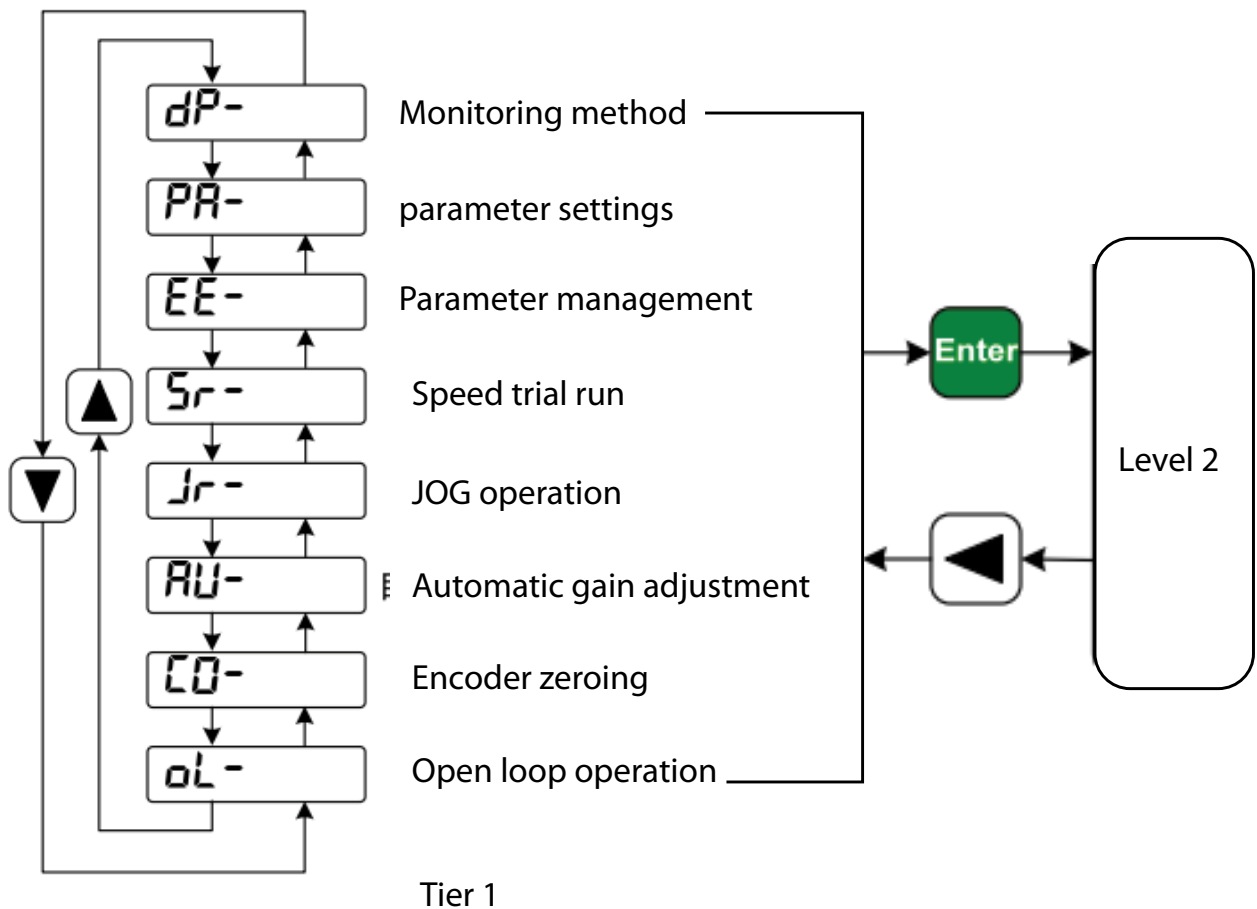 dP-
Monitoring method
PA-
parameter settings
EE-
Parameter management
Sr-
Speed trial run
Jr-
JOG operation
AU-
Automatic gain adjustment
CO-
Encoder zeroing
oL-
Open loop operation
Enter
Level 2
Tier 1